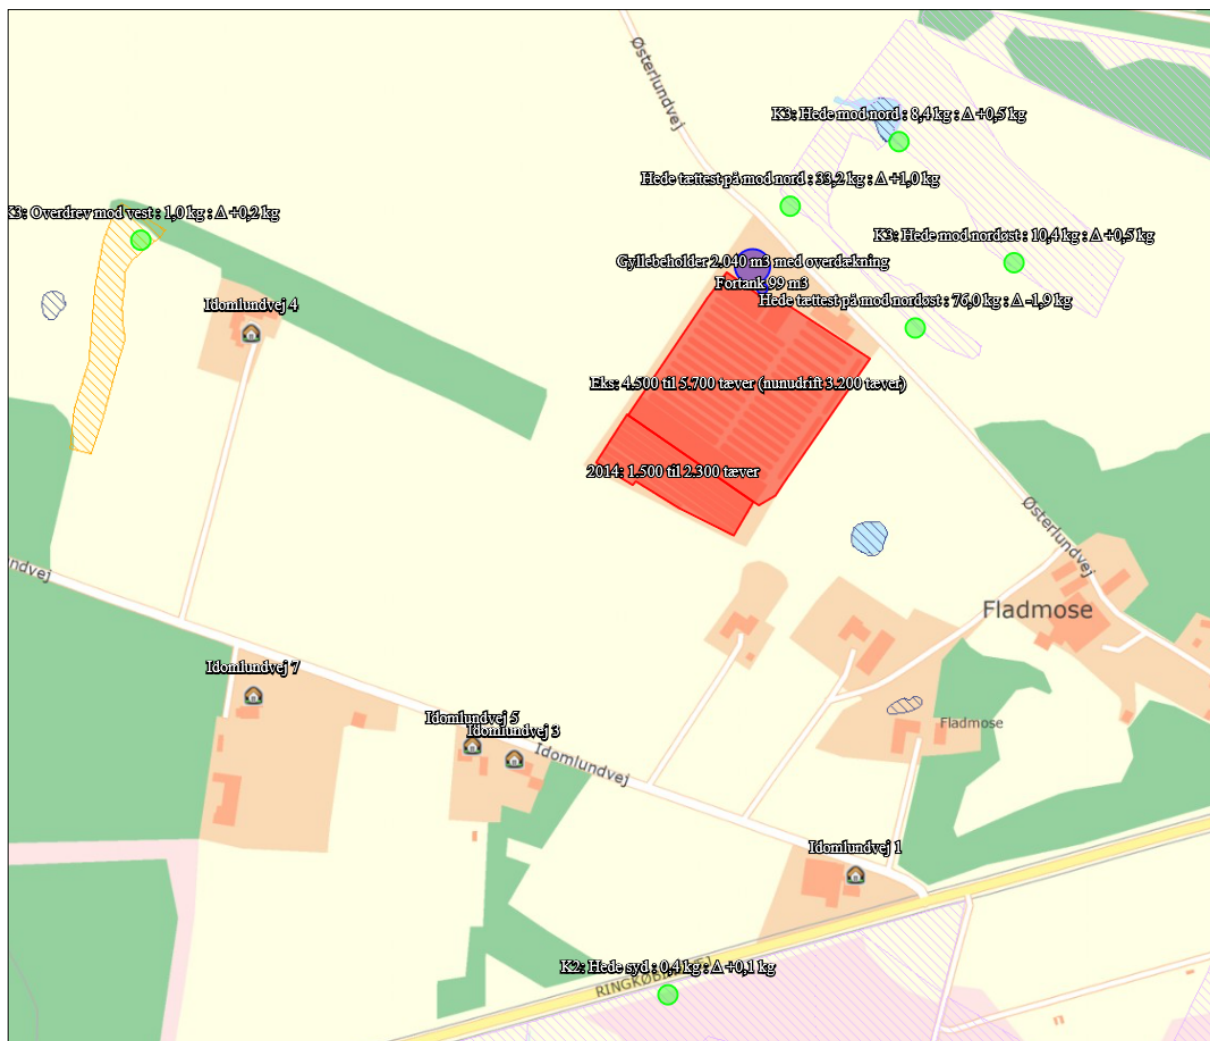 Østerlundvej
K3: Hede mod nord : 8,4 kg : Δ +0,5 kg
Hede tættest på mod nord : 33,2 kg : Δ +1,0 kg
K3: Overdrev mod vest : 1,0 kg : Δ +0,2 kg
K3: Hede mod nordøst : 10,4 kg : Δ +0,5 kg
Gyllebeholder 2.040 m3 med overdækning
Fortank 99 m3
Hede tættest på mod nordøst : 76,0 kg : Δ -1,9 kg
Idomlundvej 4
Eks: 4.500 til 5.700 tæver (nunudrift 3.200 tæver)
2014: 1.500 til 2.300 tæver
Østerlundvej
undvej
Fladmose
Idomlundvej 7
Idomlundvej 5
Fladmose
Idomlundvej 3
Idomlundvej
Idomlundvej 1
K2: Hede syd : 0,4 kg : Δ +0,1 kg